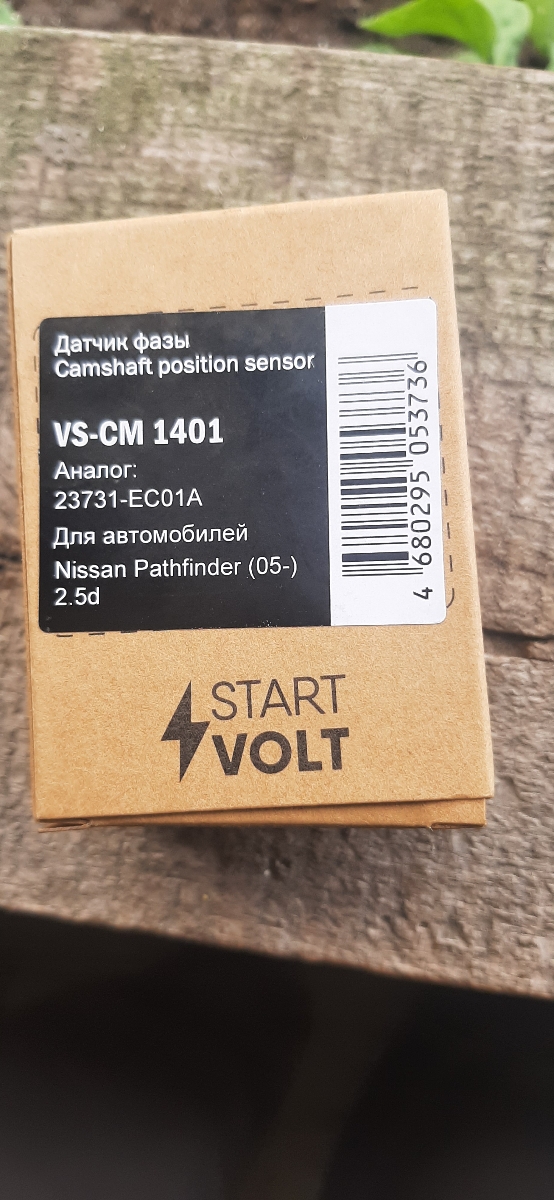 Датчик фазы
Camshaft position sensor
VS-CM 1401
Аналог:
23731-EC01A
Для автомобилей
Nissan Pathfinder (05-)
2.5d
4 680295 053736
START
VOLT